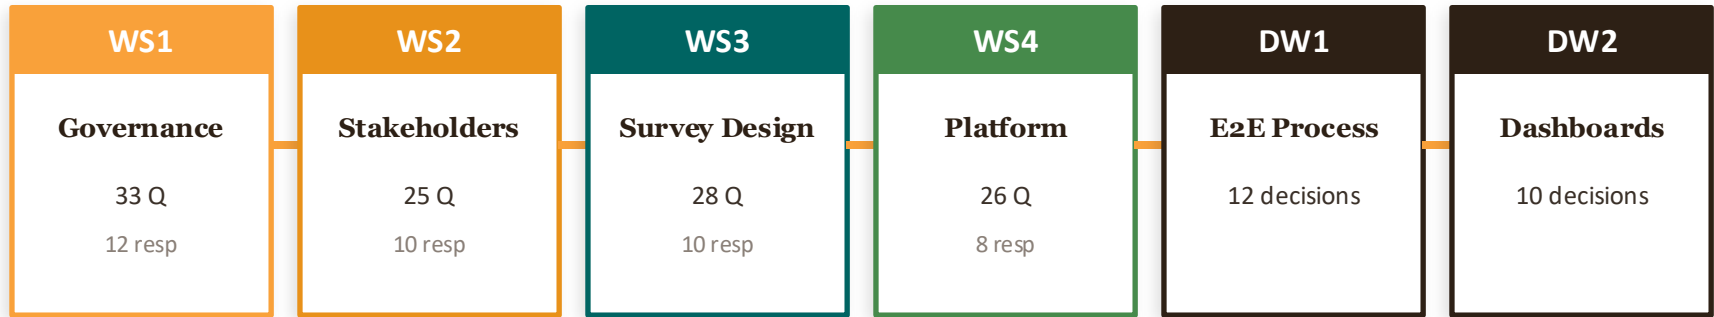 WS1
Governance
33 Q
12 resp
WS2
Stakeholders
25 Q
10 resp
WS3
Survey Design
28 Q
10 resp
WS4
Platform
26 Q
8 resp
DW1
E2E Process
12 decisions
DW2
Dashboards
10 decisions